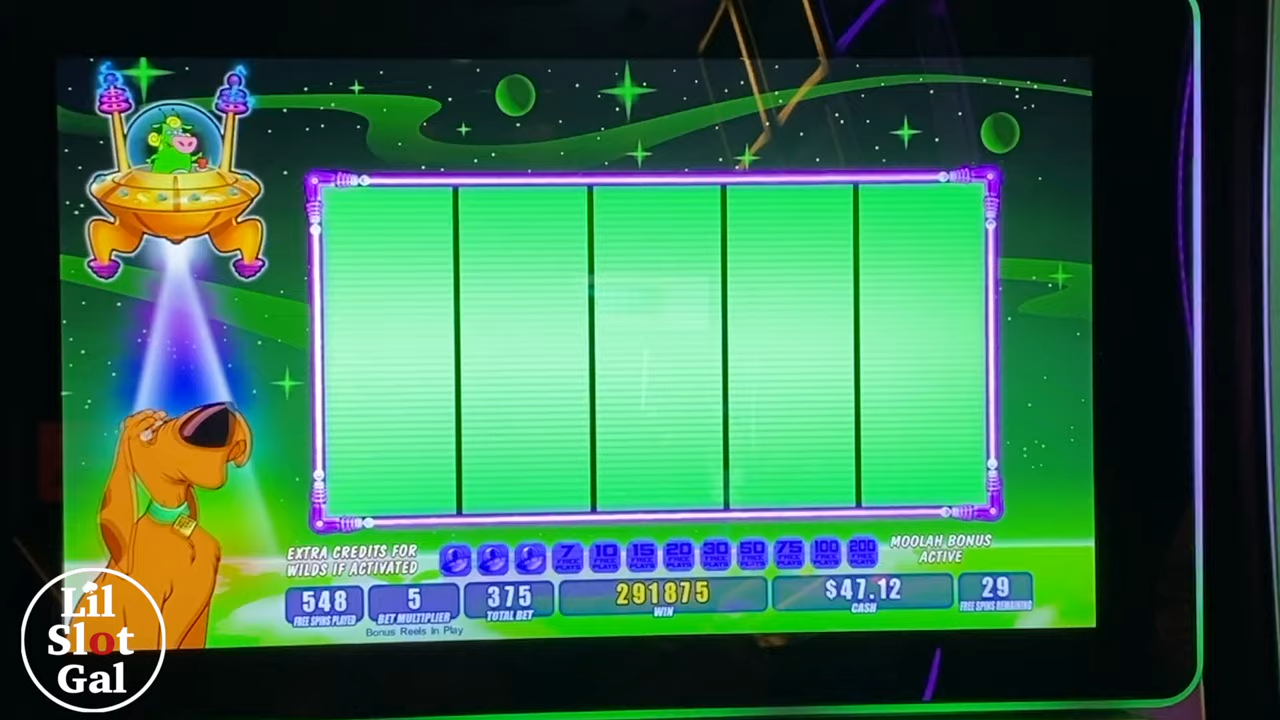 EXTRA CREDITS FOR
WILDS IF ACTIVATED
7 FREE PLAYS
10 FREE PLAYS
15 FREE PLAYS
20 FREE PLAYS
30 FREE PLAYS
50 FREE PLAYS
75 FREE PLAYS
100 FREE PLAYS
200 FREE PLAYS
MOOLAH BONUS
ACTIVE
548
FREE SPINS PLAYED
5
BET MULTIPLIER
375
TOTAL BET
291875
WIN
$47.12
CASH
29
FREE SPINS REMAINING
Bonus Reels In Play
Lil
Slot
Gal